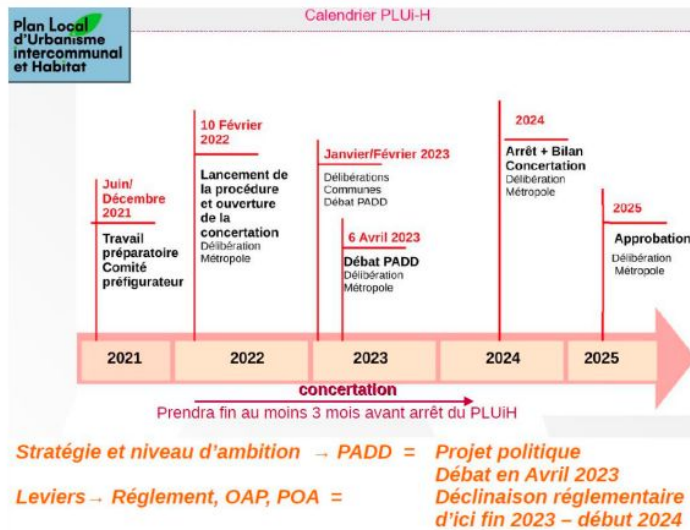 Calendrier PLUi-H
Plan Local
d'Urbanisme
intercommunal
et Habitat
Juin/
Décembre
2021
Travail
préparatoire
Comité
préfigurateur
10 Février
2022
Lancement de
la procédure
et ouverture
de la
concertation
Délibération
Métropole
Janvier/Février 2023
Délibérations
Communes
Débat PADD
6 Avril 2023
Débat PADD
Délibération
Métropole
2024
Arrêt + Bilan
Concertation
Délibération
Métropole
2025
Approbation
Délibération
Métropole
2021
2022
2023
2024
2025
concertation
Prendra fin au moins 3 mois avant arrêt du PLUiH
Stratégie et niveau d'ambition → PADD = Projet politique
Débat en Avril 2023
Leviers→ Réglement, OAP, POA = Déclinaison réglementaire
d'ici fin 2023 – début 2024